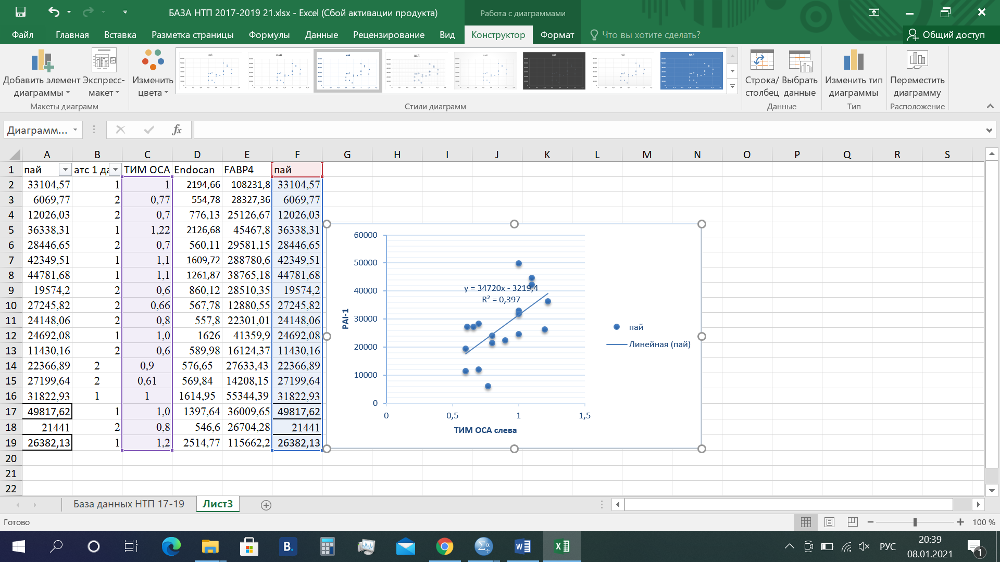 БАЗА НТП 2017-2019 21.xlsx - Excel (Сбой активации продукта)
Работа с диаграммами
Файл Главная Вставка Разметка страницы Формулы Данные Рецензирование Вид Конструктор Формат Что вы хотите сделать? Общий доступ
Добавить элемент диаграммы
Экспресс-макет
Изменить цвета
Строка/столбец
Выбрать данные
Изменить тип диаграммы
Переместить диаграмму
Макеты диаграмм Стили диаграмм Данные Тип Расположение
Диаграмм... fx
A B C D E F G H I J K L M N O P Q R S
1 пай атс 1 да ТИМ ОСА Endocan FABP4 пай
2 33104,57 1 1 2194,66 108231,8 33104,57
3 6069,77 2 0,77 554,78 28327,36 6069,77
4 12026,03 2 0,7 776,13 25126,67 12026,03
5 36338,31 1 1,22 2126,68 45467,8 36338,31
6 28446,65 2 0,7 560,11 29581,15 28446,65
7 42349,51 1 1,1 1609,72 288780,6 42349,51
8 44781,68 1 1,1 1261,87 38765,18 44781,68
9 19574,2 2 0,6 860,12 28510,35 19574,2
10 27245,82 2 0,66 567,78 12880,55 27245,82
11 24148,06 2 0,8 557,8 22301,01 24148,06
12 24692,08 1 1,0 1626 41359,9 24692,08
13 11430,16 2 0,6 589,98 16124,37 11430,16
14 22366,89 2 0,9 576,65 27633,43 22366,89
15 27199,64 2 0,61 569,84 14208,15 27199,64
16 31822,93 1 1 1614,95 55344,39 31822,93
17 49817,62 1 1,0 1397,64 36009,65 49817,62
18 21441 2 0,8 546,6 26704,28 21441
19 26382,13 1 1,2 2514,77 115662,2 26382,13
20
21
22
60000
50000
40000
30000
20000
10000
0
PAI-1
y = 34720x - 3219,4
R² = 0,397
0 0,5 1 1,5
ТИМ ОСА слева
пай
Линейная (пай)
База данных НТП 17-19 Лист3
Готово
100 %
B.
РУС
20:39
08.01.2021
1